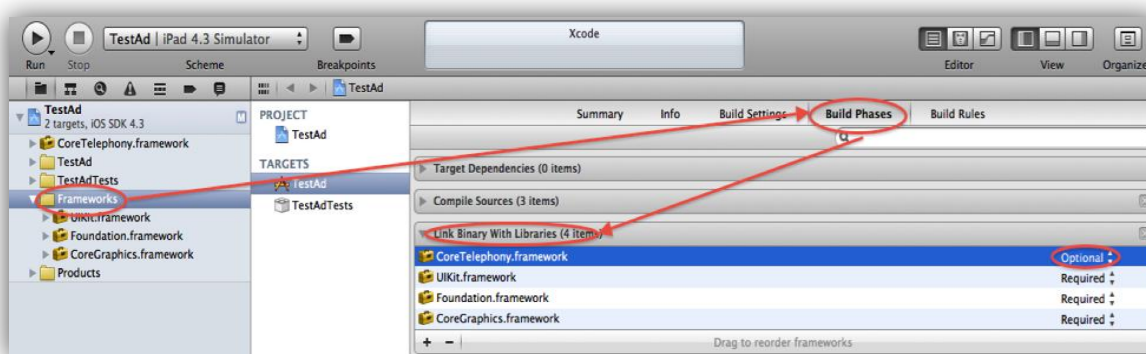 TestAd | iPad 4.3 Simulator
Xcode
Run Stop Scheme Breakpoints Editor View Organize
TestAd
TestAd
2 targets, iOS SDK 4.3
M
CoreTelephony.framework
TestAd
TestAdTests
Frameworks
UIKit.framework
Foundation.framework
CoreGraphics.framework
Products
PROJECT
TestAd
TARGETS
TestAd
TestAdTests
Summary Info Build Settings Build Phases Build Rules
Target Dependencies (0 items)
Compile Sources (3 items)
Link Binary With Libraries (4 items)
CoreTelephony.framework Optional
UIKit.framework Required
Foundation.framework Required
CoreGraphics.framework Required
+ - Drag to reorder frameworks